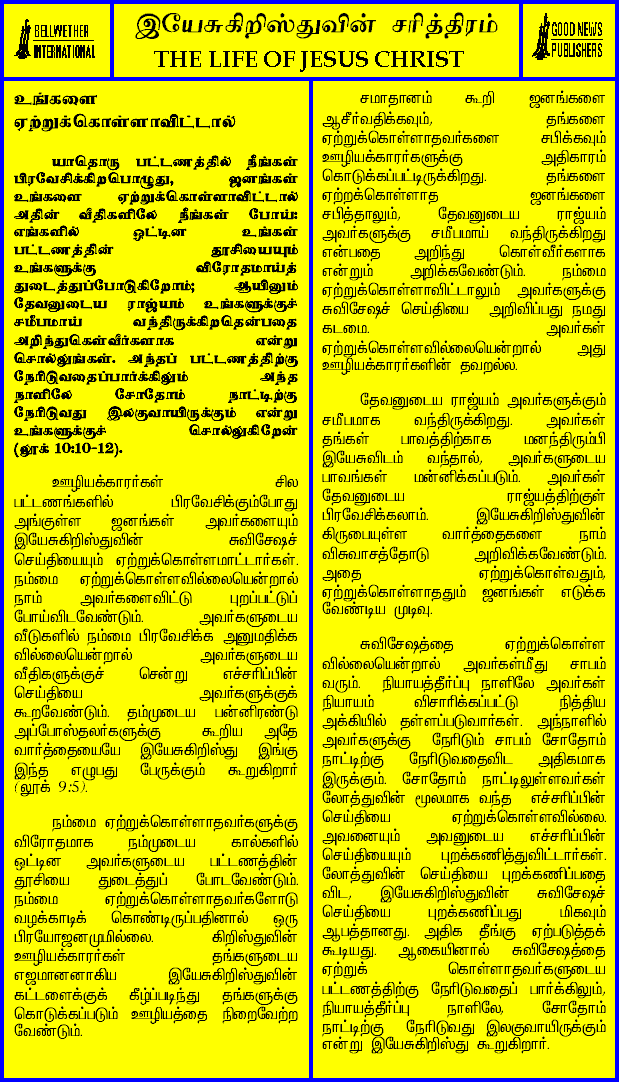 BELLWETHER
INTERNATIONAL
இயேசுகிறிஸ்துவின் சரித்திரம்
THE LIFE OF JESUS CHRIST
GOOD NEWS
PUBLISHERS
உங்களை
ஏற்றுக்கொள்ளாவிட்டால்
யாதொரு பட்டணத்தில் நீங்கள்
பிரவேசிக்கிறபொழுது, ஜனங்கள்
உங்களை ஏற்றுக்கொள்ளாவிட்டால்
அதின் வீதிகளிலே நீங்கள் போய்:
எங்களில் ஒட்டின உங்கள்
பட்டணத்தின் தூசியையும்
உங்களுக்கு விரோதமாய்த்
துடைத்துப்போடுகிறோம்; ஆயினும்
தேவனுடைய ராஜ்யம் உங்களுக்குச்
சமீபமாய் வந்திருக்கிறதென்பதை
அறிந்துகொள்வீர்களாக என்று
சொல்லுங்கள். அந்தப் பட்டணத்திற்கு
நேரிடுவதைப்பார்க்கிலும் அந்த
நாளிலே சோதோம் நாட்டிற்கு
நேரிடுவது இலகுவாயிருக்கும் என்று
உங்களுக்குச் சொல்லுகிறேன்
(லூக் 10:10-12).
ஊழியக்காரர்கள் சில
பட்டணங்களில் பிரவேசிக்கும்போது
அங்குள்ள ஜனங்கள் அவர்களையும்
இயேசுகிறிஸ்துவின் சுவிசேஷச்
செய்தியையும் ஏற்றுக்கொள்ளமாட்டார்கள்.
நம்மை ஏற்றுக்கொள்ளவில்லையென்றால்
நாம் அவர்களைவிட்டு புறப்பட்டுப்
போய்விடவேண்டும். அவர்களுடைய
வீடுகளில் நம்மை பிரவேசிக்க அனுமதிக்க
வில்லையென்றால் அவர்களுடைய
வீதிகளுக்குச் சென்று எச்சரிப்பின்
செய்தியை அவர்களுக்குக்
கூறவேண்டும். தம்முடைய பன்னிரண்டு
அப்போஸ்தலர்களுக்கு கூறிய அதே
வார்த்தையையே இயேசுகிறிஸ்து இங்கு
இந்த எழுபது பேருக்கும் கூறுகிறார்
(லூக் 9:5).
நம்மை ஏற்றுக்கொள்ளாதவர்களுக்கு
விரோதமாக நம்முடைய கால்களில்
ஒட்டின அவர்களுடைய பட்டணத்தின்
தூசியை துடைத்துப் போடவேண்டும்.
நம்மை ஏற்றுக்கொள்ளாதவர்களோடு
வழக்காடிக் கொண்டிருப்பதினால் ஒரு
பிரயோஜனமுமில்லை. கிறிஸ்துவின்
ஊழியக்காரர்கள் தங்களுடைய
எஜமானனாகிய இயேசுகிறிஸ்துவின்
கட்டளைக்குக் கீழ்ப்படிந்து தங்களுக்கு
கொடுக்கப்படும் ஊழியத்தை நிறைவேற்ற
வேண்டும்.
சமாதானம் கூறி ஜனங்களை
ஆசீர்வதிக்கவும், தங்களை
ஏற்றுக்கொள்ளாதவர்களை சபிக்கவும்
ஊழியக்காரர்களுக்கு அதிகாரம்
கொடுக்கப்பட்டிருக்கிறது. தங்களை
ஏற்றக்கொள்ளாத ஜனங்களை
சபித்தாலும், தேவனுடைய ராஜ்யம்
அவர்களுக்கு சமீபமாய் வந்திருக்கிறது
என்பதை அறிந்து கொள்வீர்களாக
என்றும் அறிக்கவேண்டும். நம்மை
ஏற்றுக்கொள்ளாவிட்டாலும் அவர்களுக்கு
சுவிசேஷச் செய்தியை அறிவிப்பது நமது
கடமை. அவர்கள்
ஏற்றுக்கொள்ளவில்லையென்றால் அது
ஊழியக்காரர்களின் தவறல்ல.
தேவனுடைய ராஜ்யம் அவர்களுக்கும்
சமீபமாக வந்திருக்கிறது. அவர்கள்
தங்கள் பாவத்திற்காக மனந்திரும்பி
இயேசுவிடம் வந்தால், அவர்களுடைய
பாவங்கள் மன்னிக்கப்படும். அவர்கள்
தேவனுடைய ராஜ்யத்திற்குள்
பிரவேசிக்கலாம். இயேசுகிறிஸ்துவின்
கிருபையுள்ள வார்த்தைகளை நாம்
விசுவாசத்தோடு அறிவிக்கவேண்டும்.
அதை ஏற்றுக்கொள்வதும்,
ஏற்றுக்கொள்ளாததும் ஜனங்கள் எடுக்க
வேண்டிய முடிவு.
சுவிசேஷத்தை ஏற்றுக்கொள்ள
வில்லையென்றால் அவர்கள்மீது சாபம்
வரும். நியாயத்தீர்ப்பு நாளிலே அவர்கள்
நியாயம் விசாரிக்கப்பட்டு நித்திய
அக்கியில் தள்ளப்படுவார்கள். அந்நாளில்
அவர்களுக்கு நேரிடும் சாபம் சோதோம்
நாட்டிற்கு நேரிடுவதைவிட அதிகமாக
இருக்கும். சோதோம் நாட்டிலுள்ளவர்கள்
லோத்துவின் மூலமாக வந்த எச்சரிப்பின்
செய்தியை ஏற்றுக்கொள்ளவில்லை.
அவனையும் அவனுடைய எச்சரிப்பின்
செய்தியையும் புறக்கணித்துவிட்டார்கள்.
லோத்துவின் செய்தியை புறக்கணிப்பதை
விட, இயேசுகிறிஸ்துவின் சுவிசேஷச்
செய்தியை புறக்கணிப்பது மிகவும்
ஆபத்தானது. அதிக தீங்கு ஏற்படுத்தக்
கூடியது. ஆகையினால் சுவிசேஷத்தை
ஏற்றுக் கொள்ளாதவர்களுடைய
பட்டணத்திற்கு நேரிடுவதைப் பார்க்கிலும்,
நியாயத்தீர்ப்பு நாளிலே, சோதோம்
நாட்டிற்கு நேரிடுவது இலகுவாயிருக்கும்
என்று இயேசுகிறிஸ்து கூறுகிறார்.